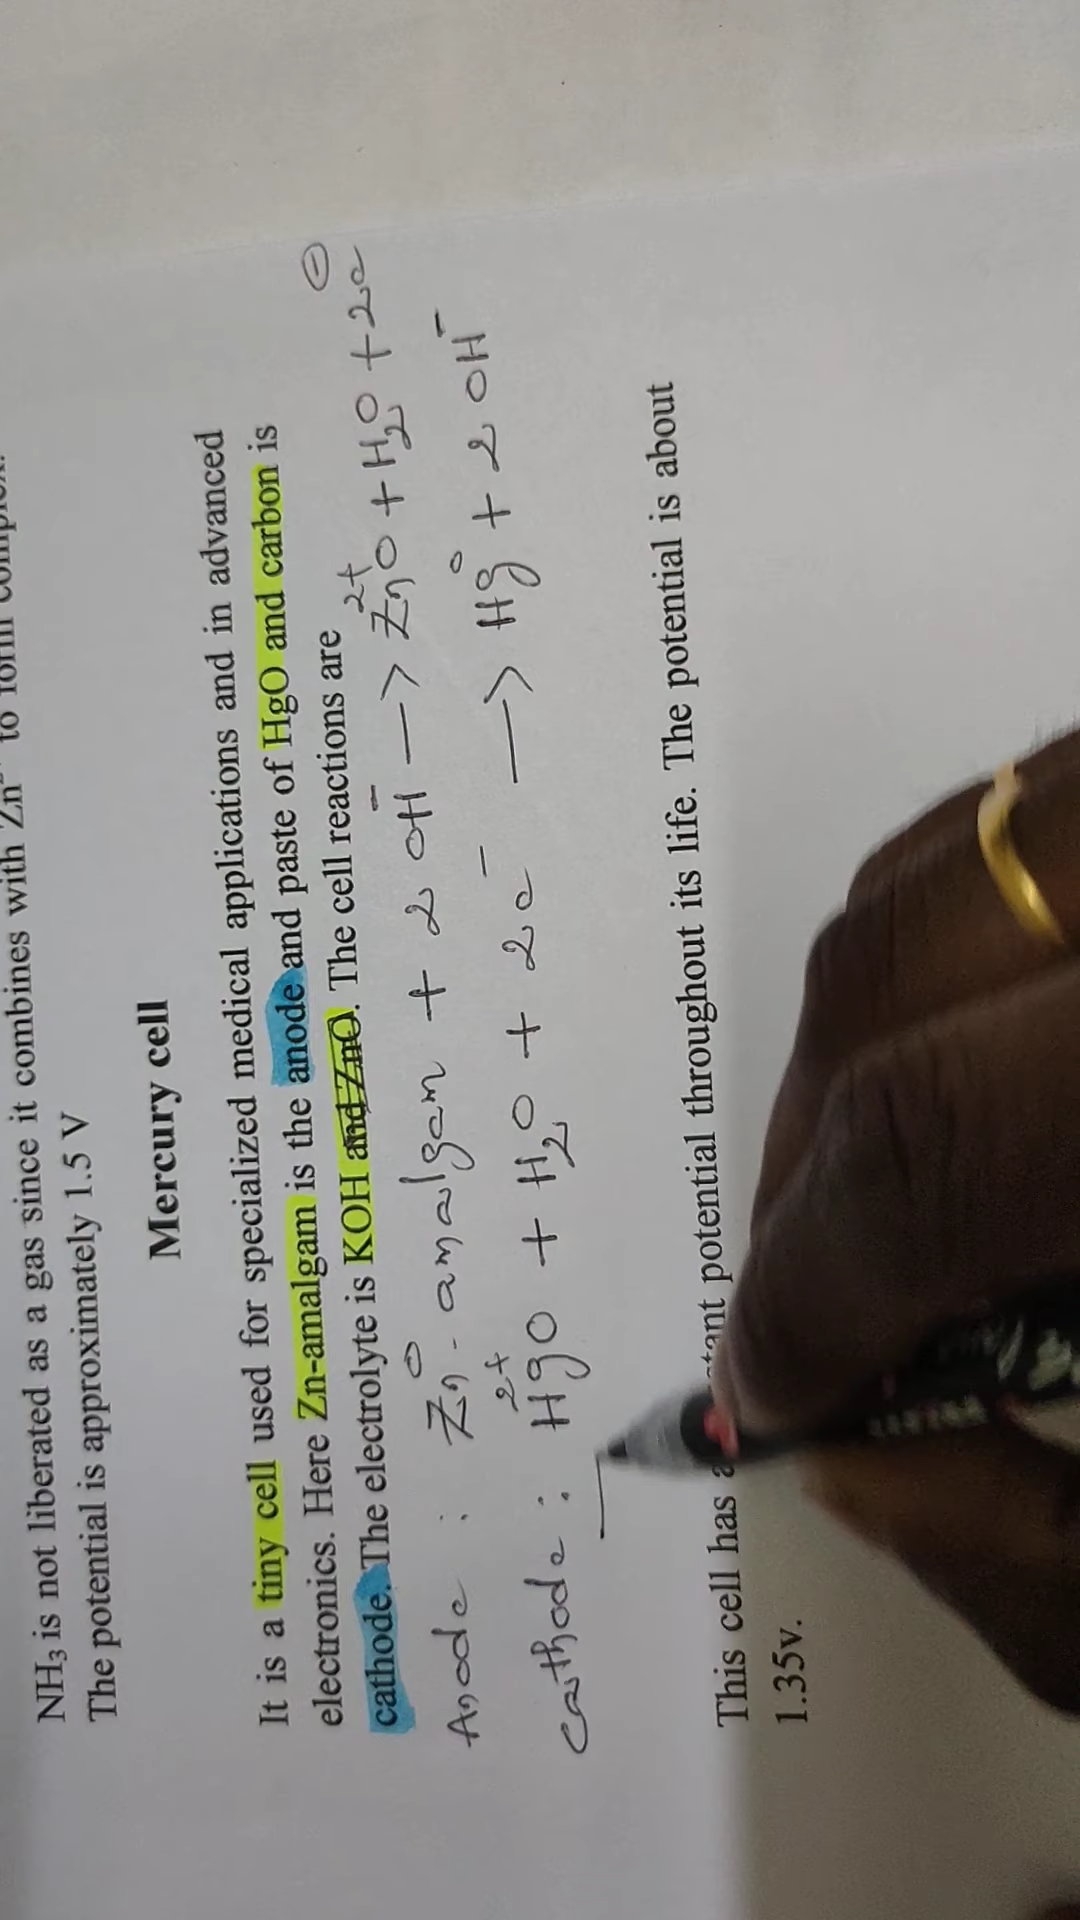 to form complex.
NH₃ is not liberated as a gas since it combines with Zn²
The potential is approximately 1.5 V
Mercury cell
It is a tiny cell used for specialized medical applications and in advanced
electronics. Here Zn-amalgam is the anode and paste of HgO and carbon is
cathode. The electrolyte is KOH and ZnO. The cell reactions are
Anode : Zn⁰- amalgam + 2 OH⁻ → Zn²⁺O + H₂O + 2e⊖
Cathode : Hg²⁺O + H₂O + 2e⁻ → Hg⁰ + 2 OH⁻
This cell has a potential throughout its life. The potential is about
1.35v.